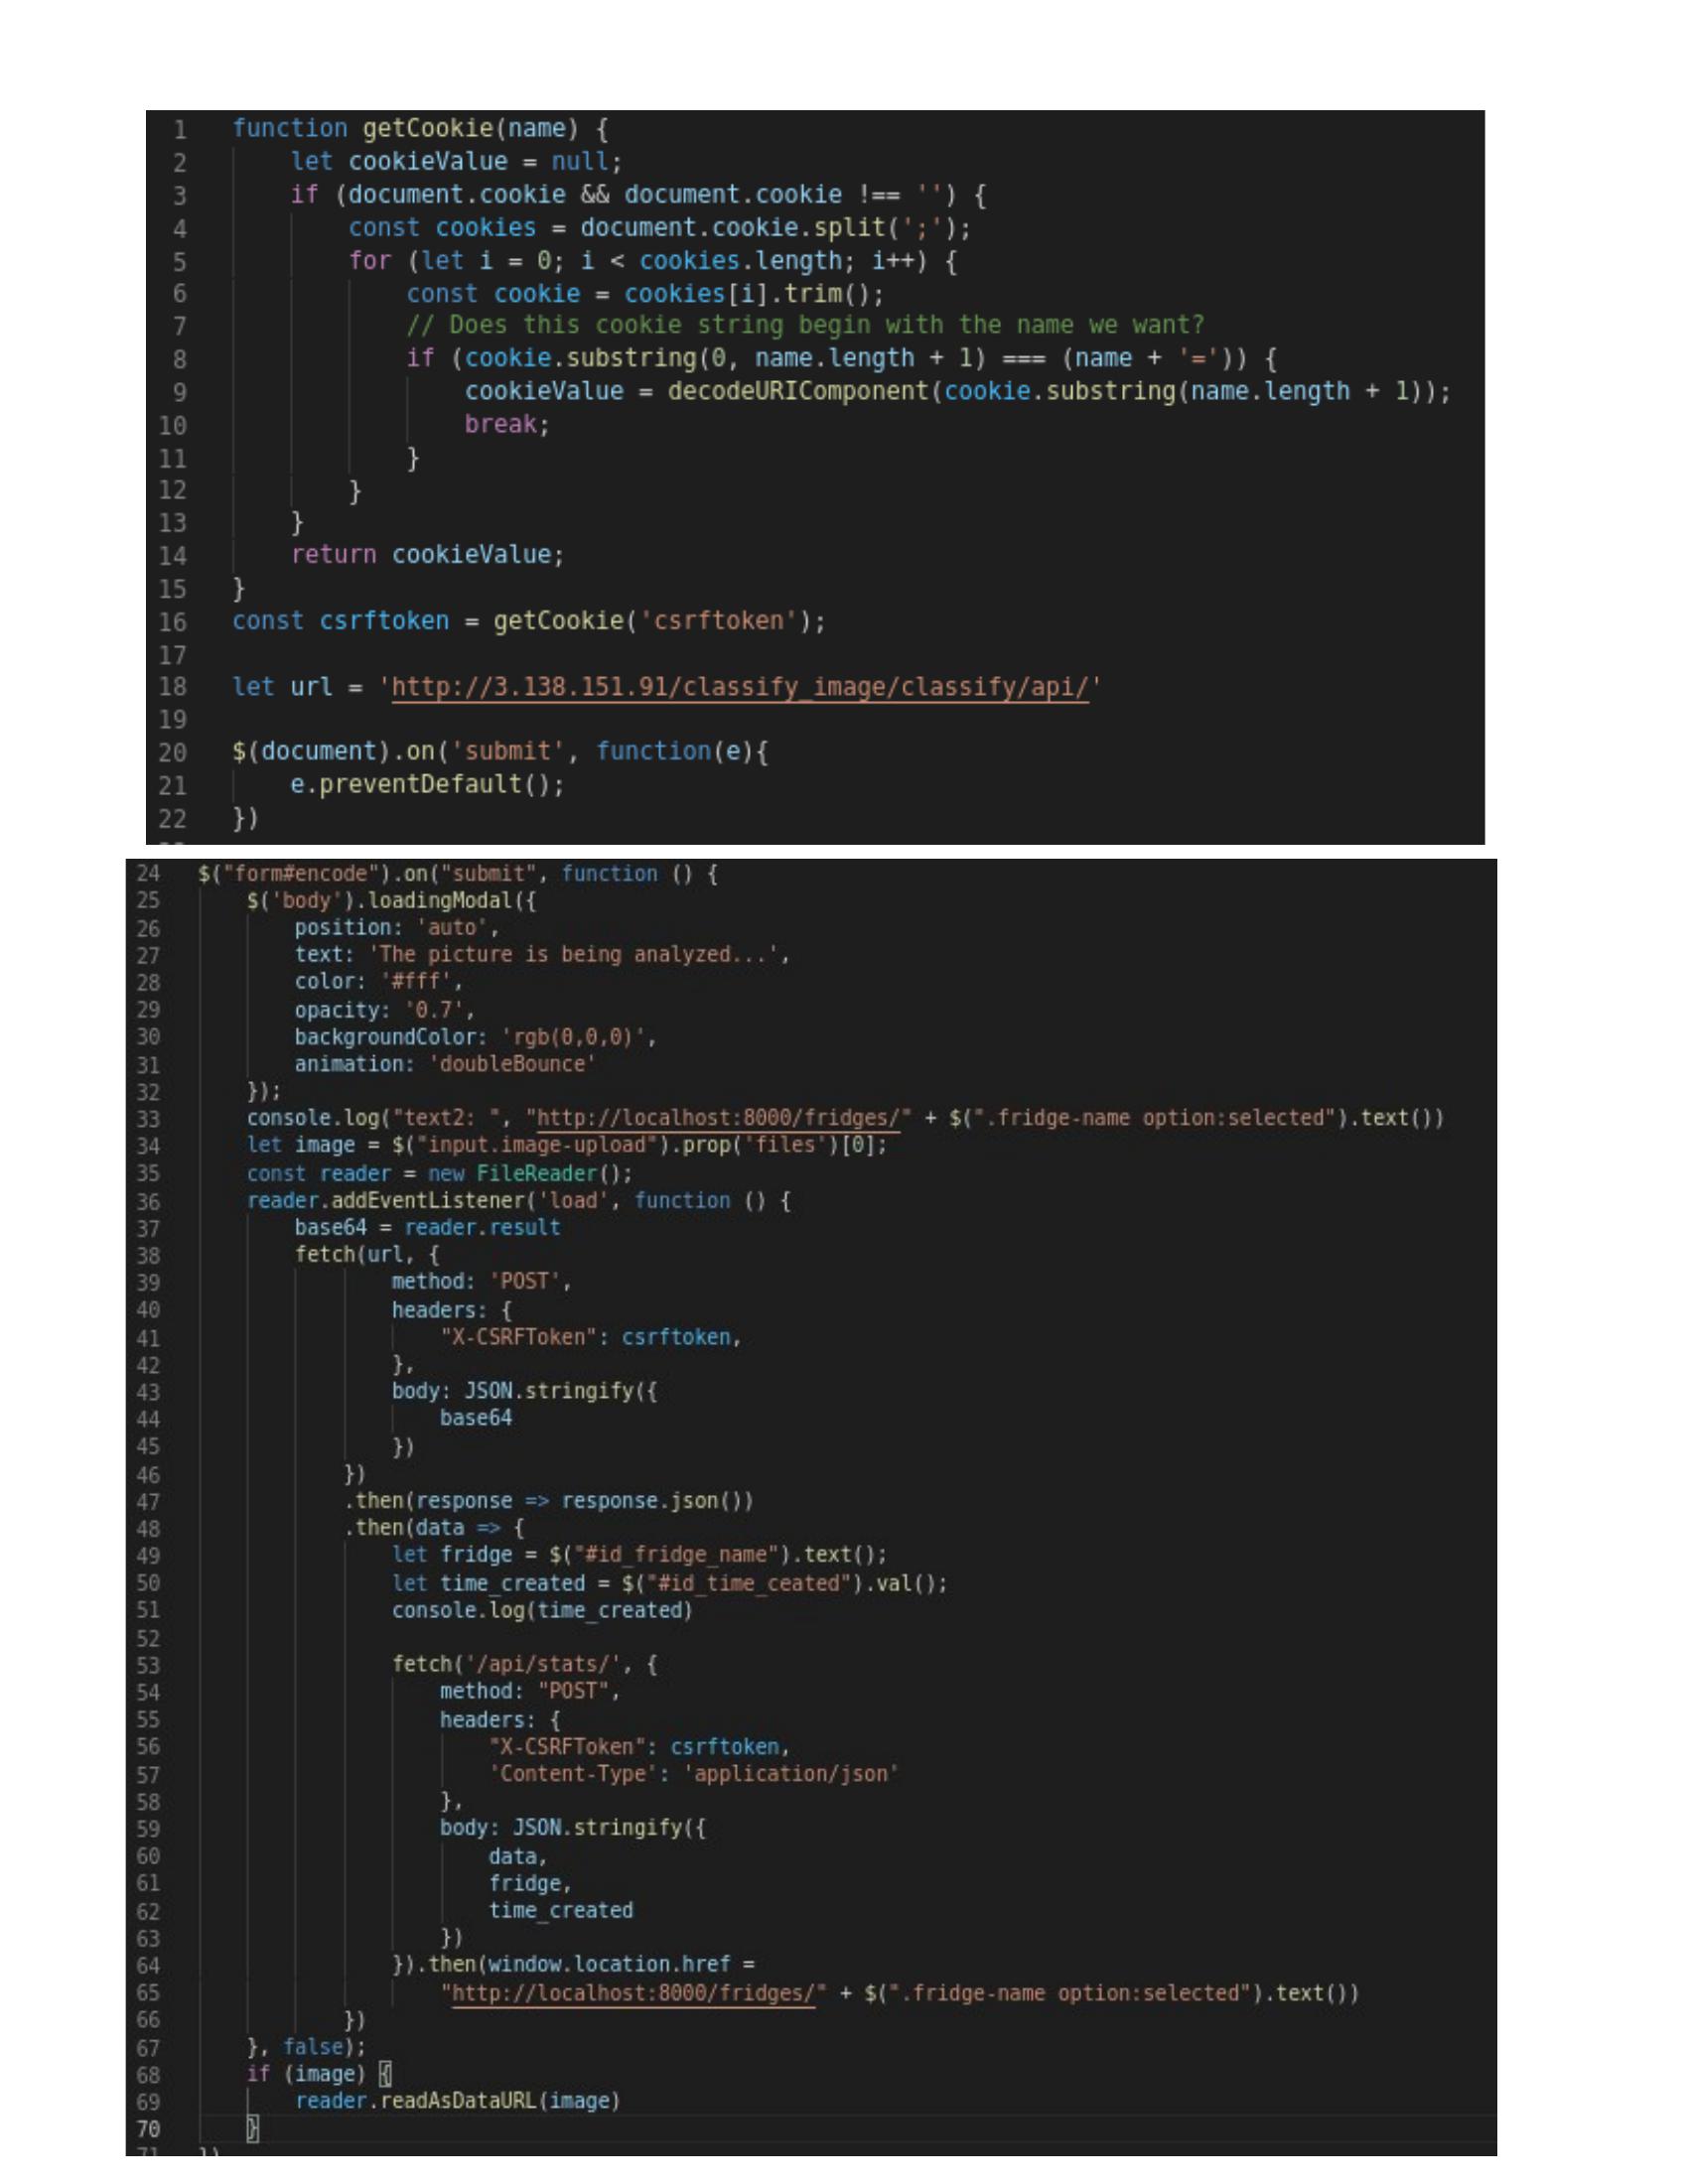 1 function getCookie(name) {
2 let cookieValue = null;
3 if (document.cookie && document.cookie !== '') {
4 const cookies = document.cookie.split(';');
5 for (let i = 0; i < cookies.length; i++) {
6 const cookie = cookies[i].trim();
7 // Does this cookie string begin with the name we want?
8 if (cookie.substring(0, name.length + 1) === (name + '=')) {
9 cookieValue = decodeURIComponent(cookie.substring(name.length + 1));
10 break;
11 }
12 }
13 }
14 return cookieValue;
15 }
16 const csrftoken = getCookie('csrftoken');
17
18 let url = 'http://3.138.151.91/classify_image/classify/api/'
19
20 $(document).on('submit', function(e){
21 e.preventDefault();
22 })
24 $("form#encode").on("submit", function () {
25 $('body').loadingModal({
26 position: 'auto',
27 text: 'The picture is being analyzed...',
28 color: '#fff',
29 opacity: '0.7',
30 backgroundColor: 'rgb(0,0,0)',
31 animation: 'doubleBounce'
32 });
33 console.log("text2: ", "http://localhost:8000/fridges/" + $(".fridge-name option:selected").text())
34 let image = $("input.image-upload").prop('files')[0];
35 const reader = new FileReader();
36 reader.addEventListener('load', function () {
37 base64 = reader.result
38 fetch(url, {
39 method: 'POST',
40 headers: {
41 "X-CSRFToken": csrftoken,
42 },
43 body: JSON.stringify({
44 base64
45 })
46 })
47 .then(response => response.json())
48 .then(data => {
49 let fridge = $("#id_fridge_name").text();
50 let time_created = $("#id_time_ceated").val();
51 console.log(time_created)
52
53 fetch('/api/stats/', {
54 method: "POST",
55 headers: {
56 "X-CSRFToken": csrftoken,
57 'Content-Type': 'application/json'
58 },
59 body: JSON.stringify({
60 data,
61 fridge,
62 time_created
63 })
64 }).then(window.location.href =
65 "http://localhost:8000/fridges/" + $(".fridge-name option:selected").text())
66 })
67 }, false);
68 if (image) {
69 reader.readAsDataURL(image)
70 }
71 })